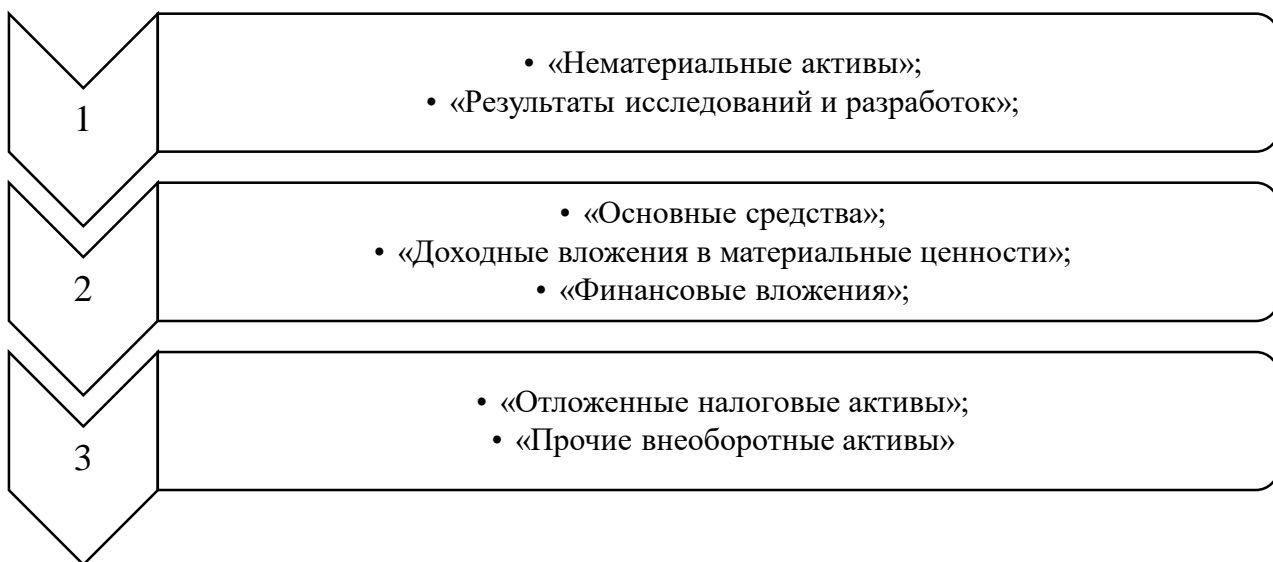 1
• «Нематериальные активы»;
• «Результаты исследований и разработок»;
2
• «Основные средства»;
• «Доходные вложения в материальные ценности»;
• «Финансовые вложения»;
3
• «Отложенные налоговые активы»;
• «Прочие внеоборотные активы»